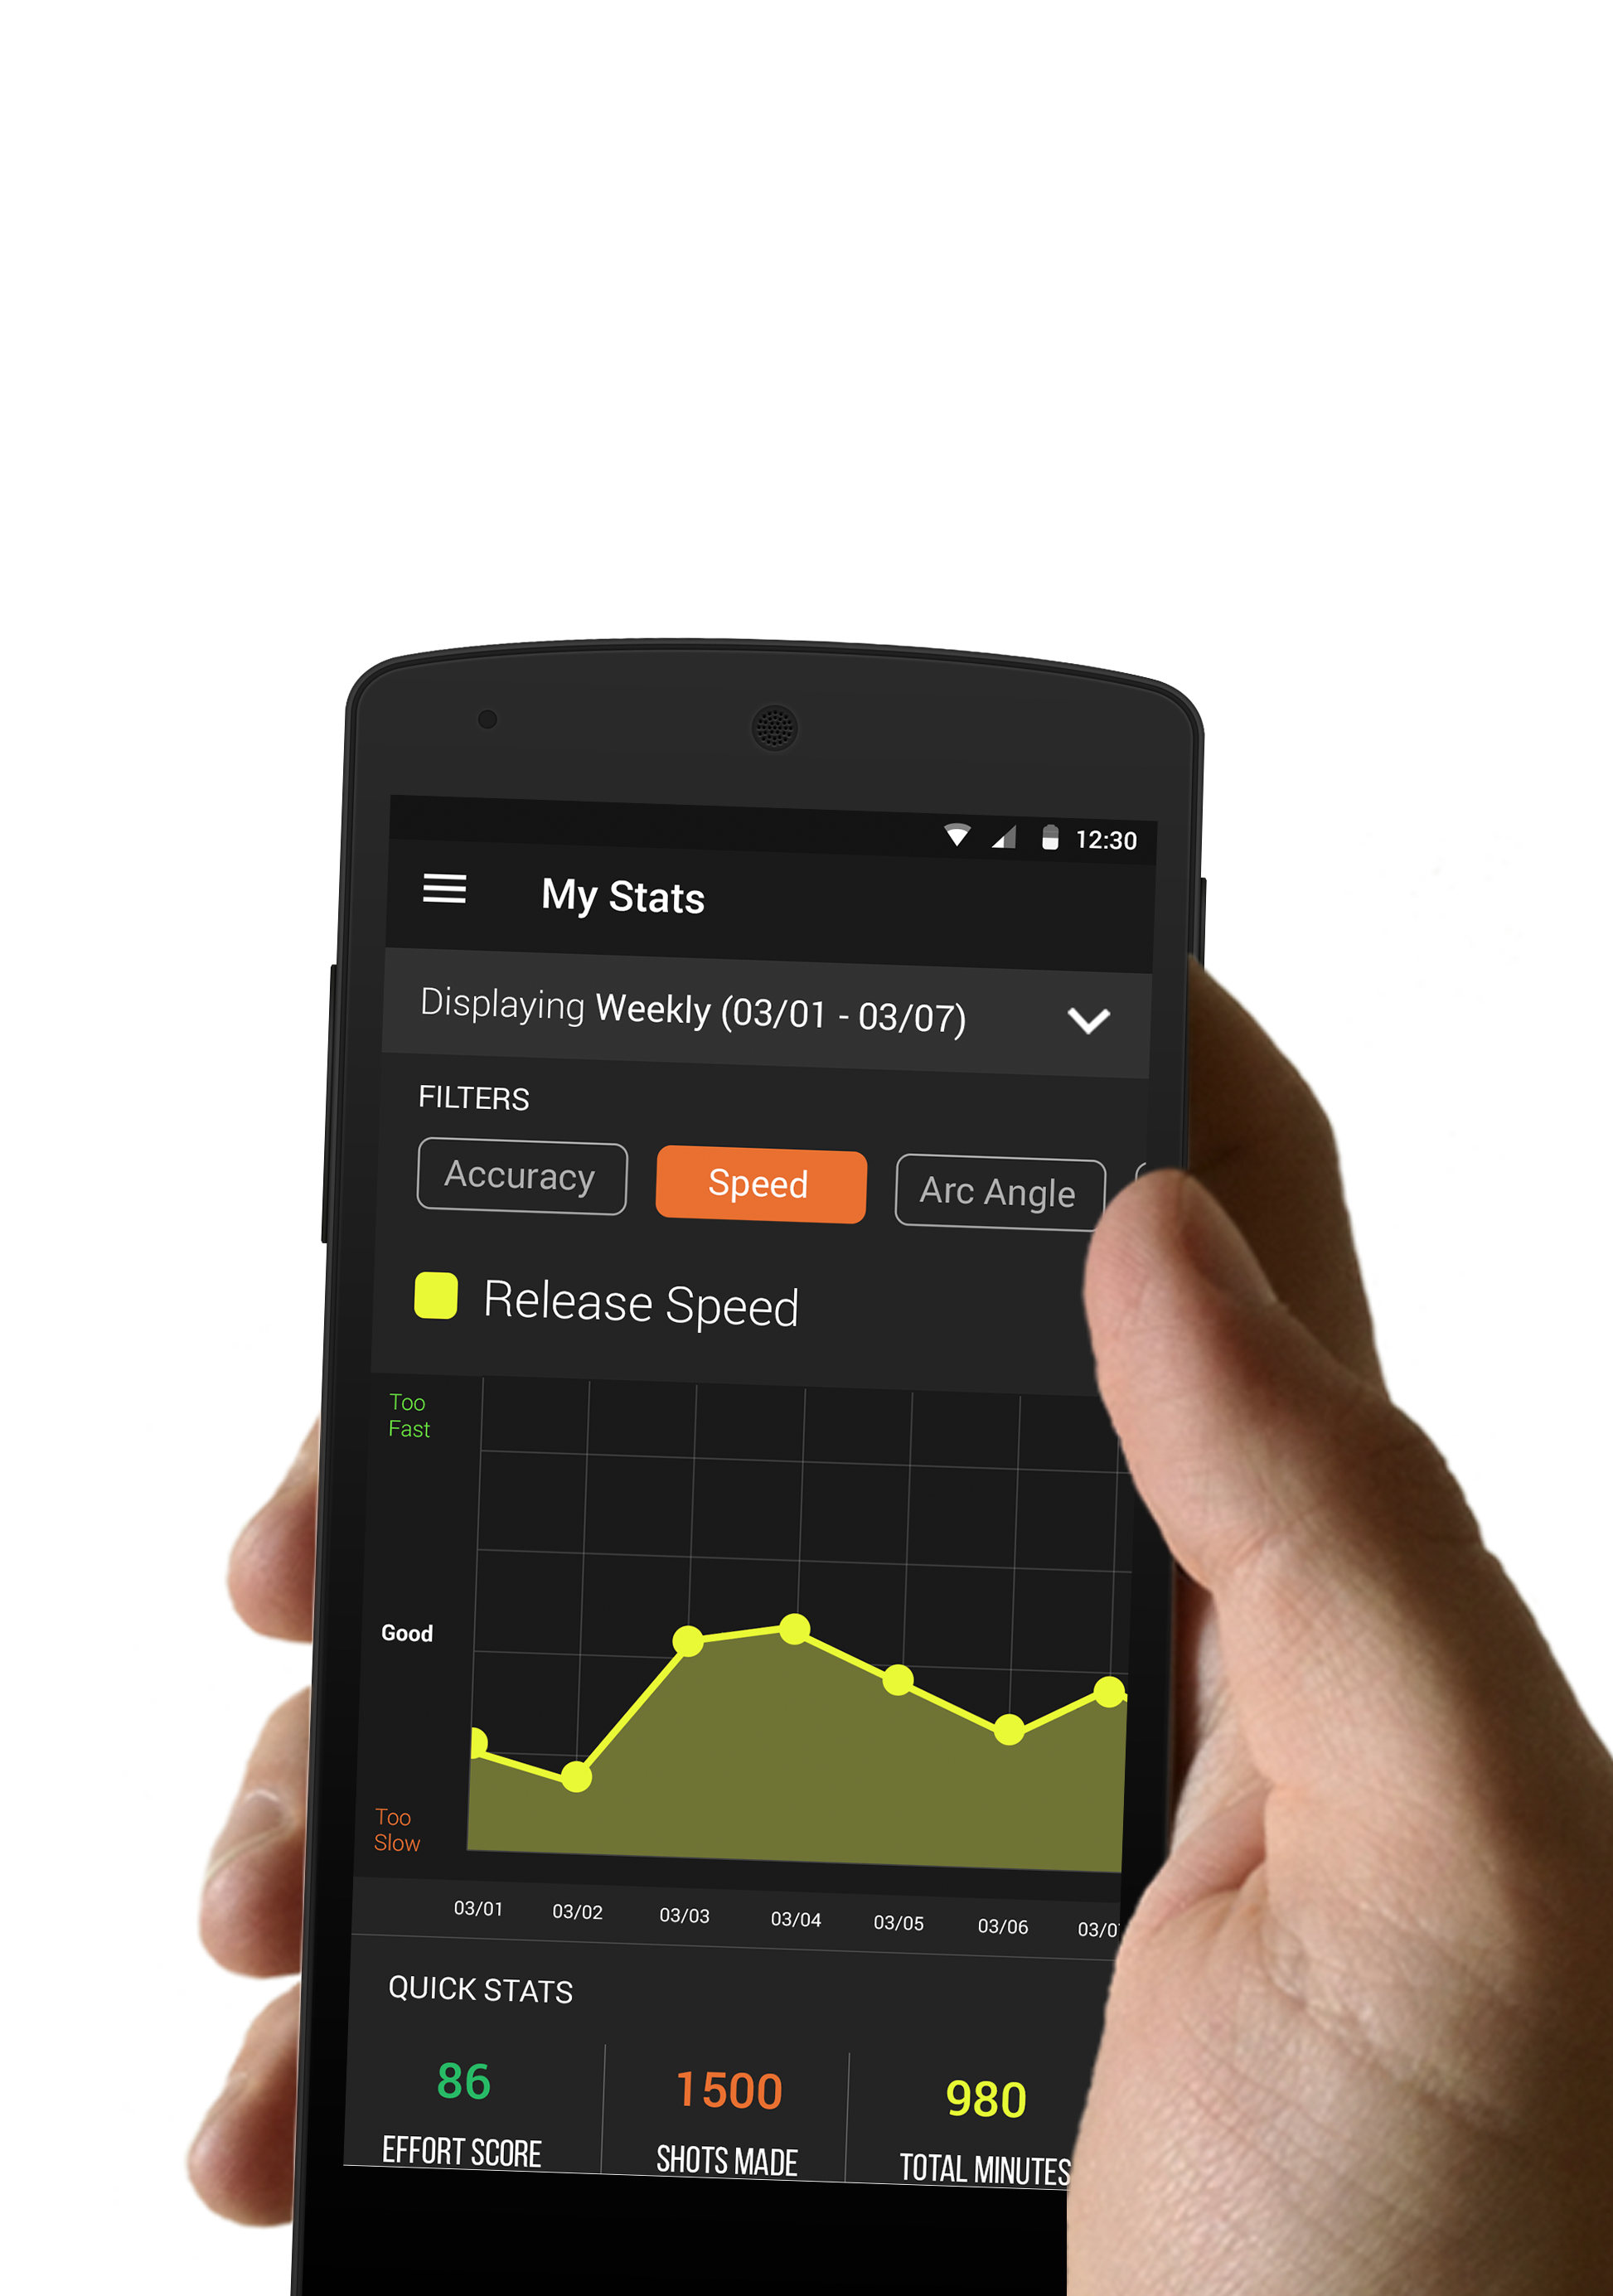 12:30
My Stats
Displaying Weekly (03/01 - 03/07)
FILTERS
Accuracy Speed Arc Angle
Release Speed
Too
Fast
Good
Too
Slow
03/01 03/02 03/03 03/04 03/05 03/06 03/0
QUICK STATS
86 1500 980
EFFORT SCORE SHOTS MADE TOTAL MINUTES